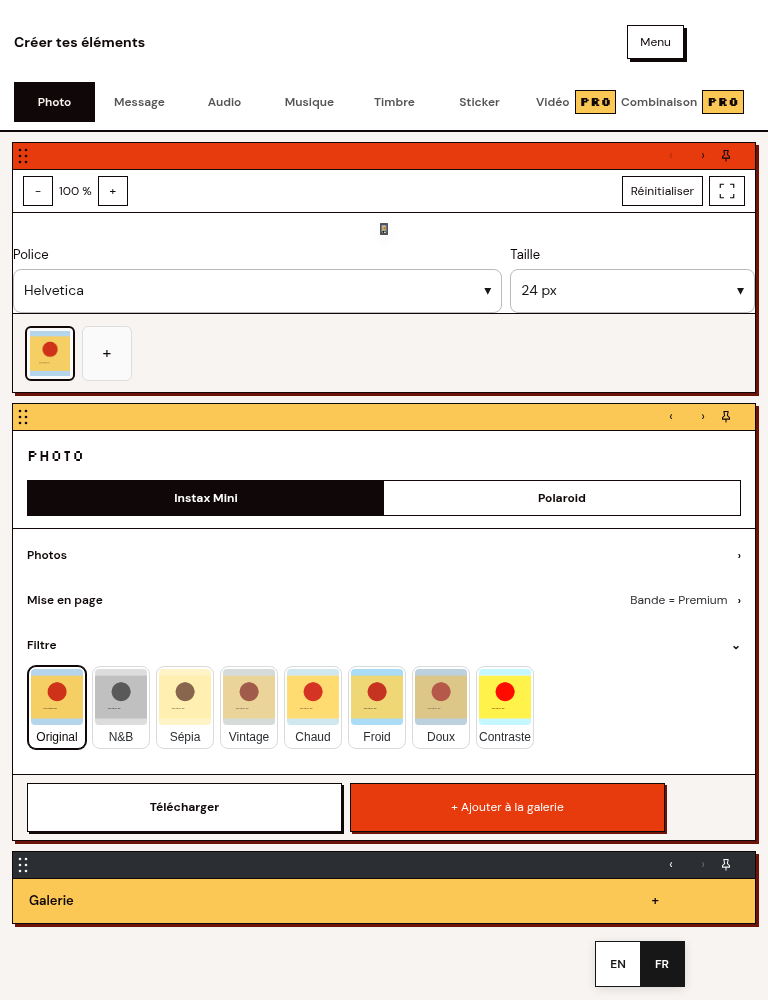 Créer tes éléments
Menu
Photo Message Audio Musique Timbre Sticker Vidéo PRO Combinaison PRO
− 100 % + Réinitialiser
Police Taille
Helvetica 24 px
+
PHOTO
Instax Mini Polaroid
Photos
Mise en page Bande = Premium
Filtre
Original N&B Sépia Vintage Chaud Froid Doux Contraste
Télécharger + Ajouter à la galerie
Galerie +
EN FR